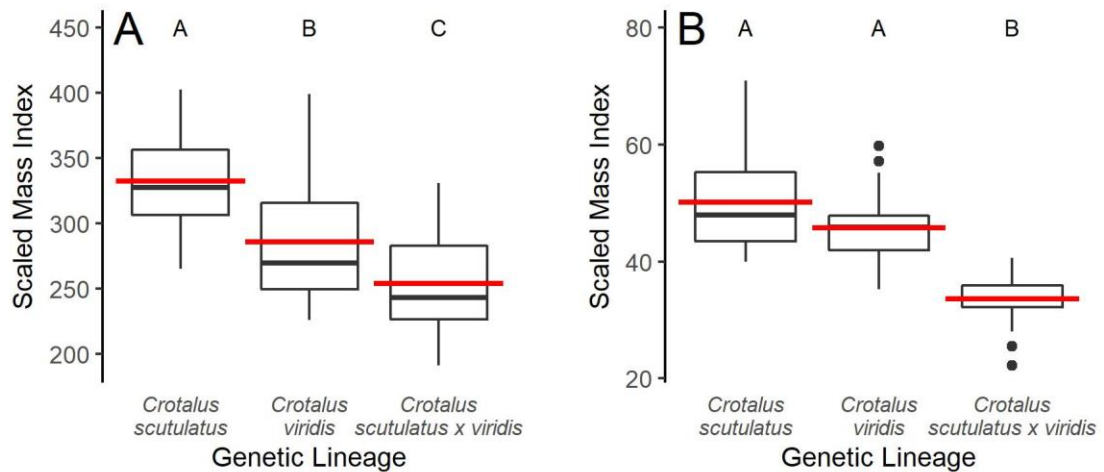 A
A
B
C
450
400
350
300
250
200
Scaled Mass Index
Crotalus
scutulatus
Crotalus
viridis
Crotalus
scutulatus x viridis
Genetic Lineage
B
A
A
B
80
60
40
20
Scaled Mass Index
Crotalus
scutulatus
Crotalus
viridis
Crotalus
scutulatus x viridis
Genetic Lineage